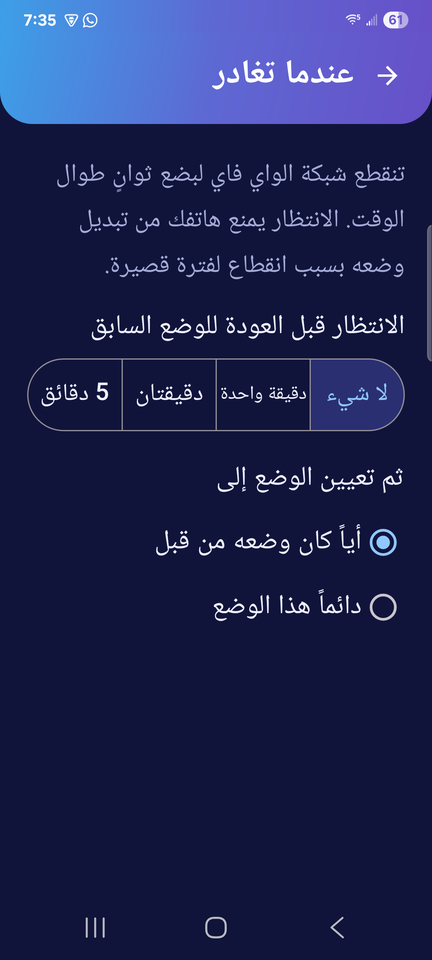 7:35
61
عندما تغادر
تنقطع شبكة الواي فاي لبضع ثوانٍ طوال
الوقت. الانتظار يمنع هاتفك من تبديل
وضعه بسبب انقطاع لفترة قصيرة.
الانتظار قبل العودة للوضع السابق
لا شيء
دقيقة واحدة
دقيقتان
5 دقائق
ثم تعيين الوضع إلى
أياً كان وضعه من قبل
دائماً هذا الوضع